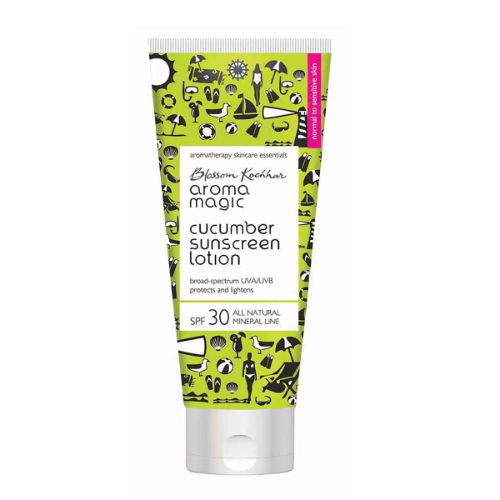 normal to sensitive skin
aromatherapy skincare essentials
Blossom Kochhar
aroma
magic
cucumber
sunscreen
lotion
broad-spectrum UVA/UVB
protects and lightens
SPF 30 ALL NATURAL
MINERAL LINE